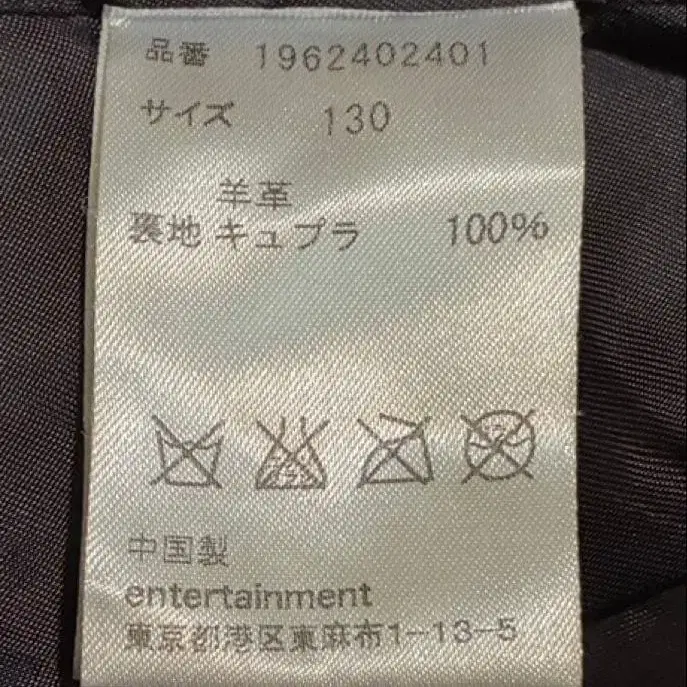 品番 1962402401
サイズ 130
羊革
裏地 キュプラ 100%
中国製
entertainment
東京都港区東麻布1-13-5